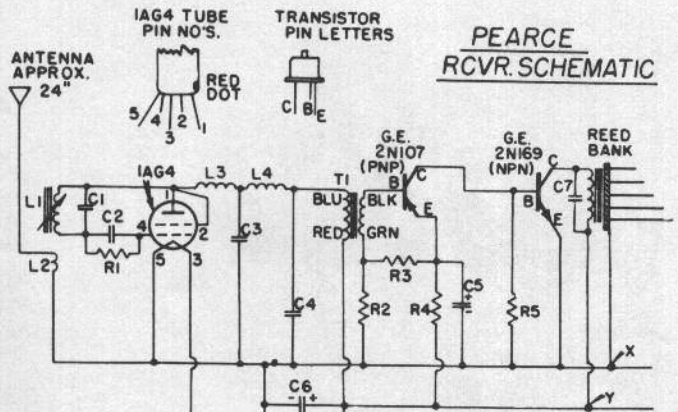 1AG4 TUBE
PIN NO'S.
RED
DOT
5
4
3
2
1
TRANSISTOR
PIN LETTERS
C
B
E
PEARCE
RCVR. SCHEMATIC
ANTENNA
APPROX.
24"
1AG4
L3
L4
T1
BLU
BLK
RED
GRN
G.E.
2N107
(PNP)
B
C
E
G.E.
2N169
(NPN)
B
C
E
REED
BANK
C7
L1
C1
C2
R1
L2
1
4
2
5
3
C3
C4
R3
R2
R4
C5
+
-
R5
X
C6
- +
Y